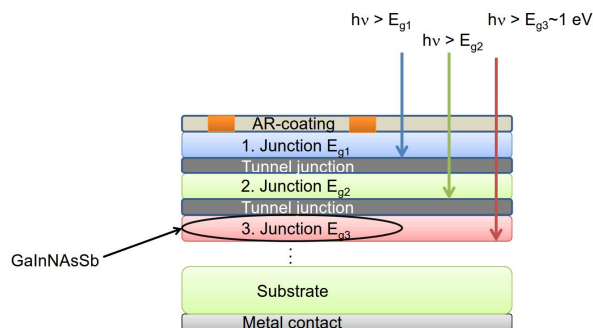 hν > E_g1
hν > E_g2
hν > E_g3~1 eV
AR-coating
1. Junction E_g1
Tunnel junction
2. Junction E_g2
Tunnel junction
3. Junction E_g3
GaInNAsSb
⋮
Substrate
Metal contact